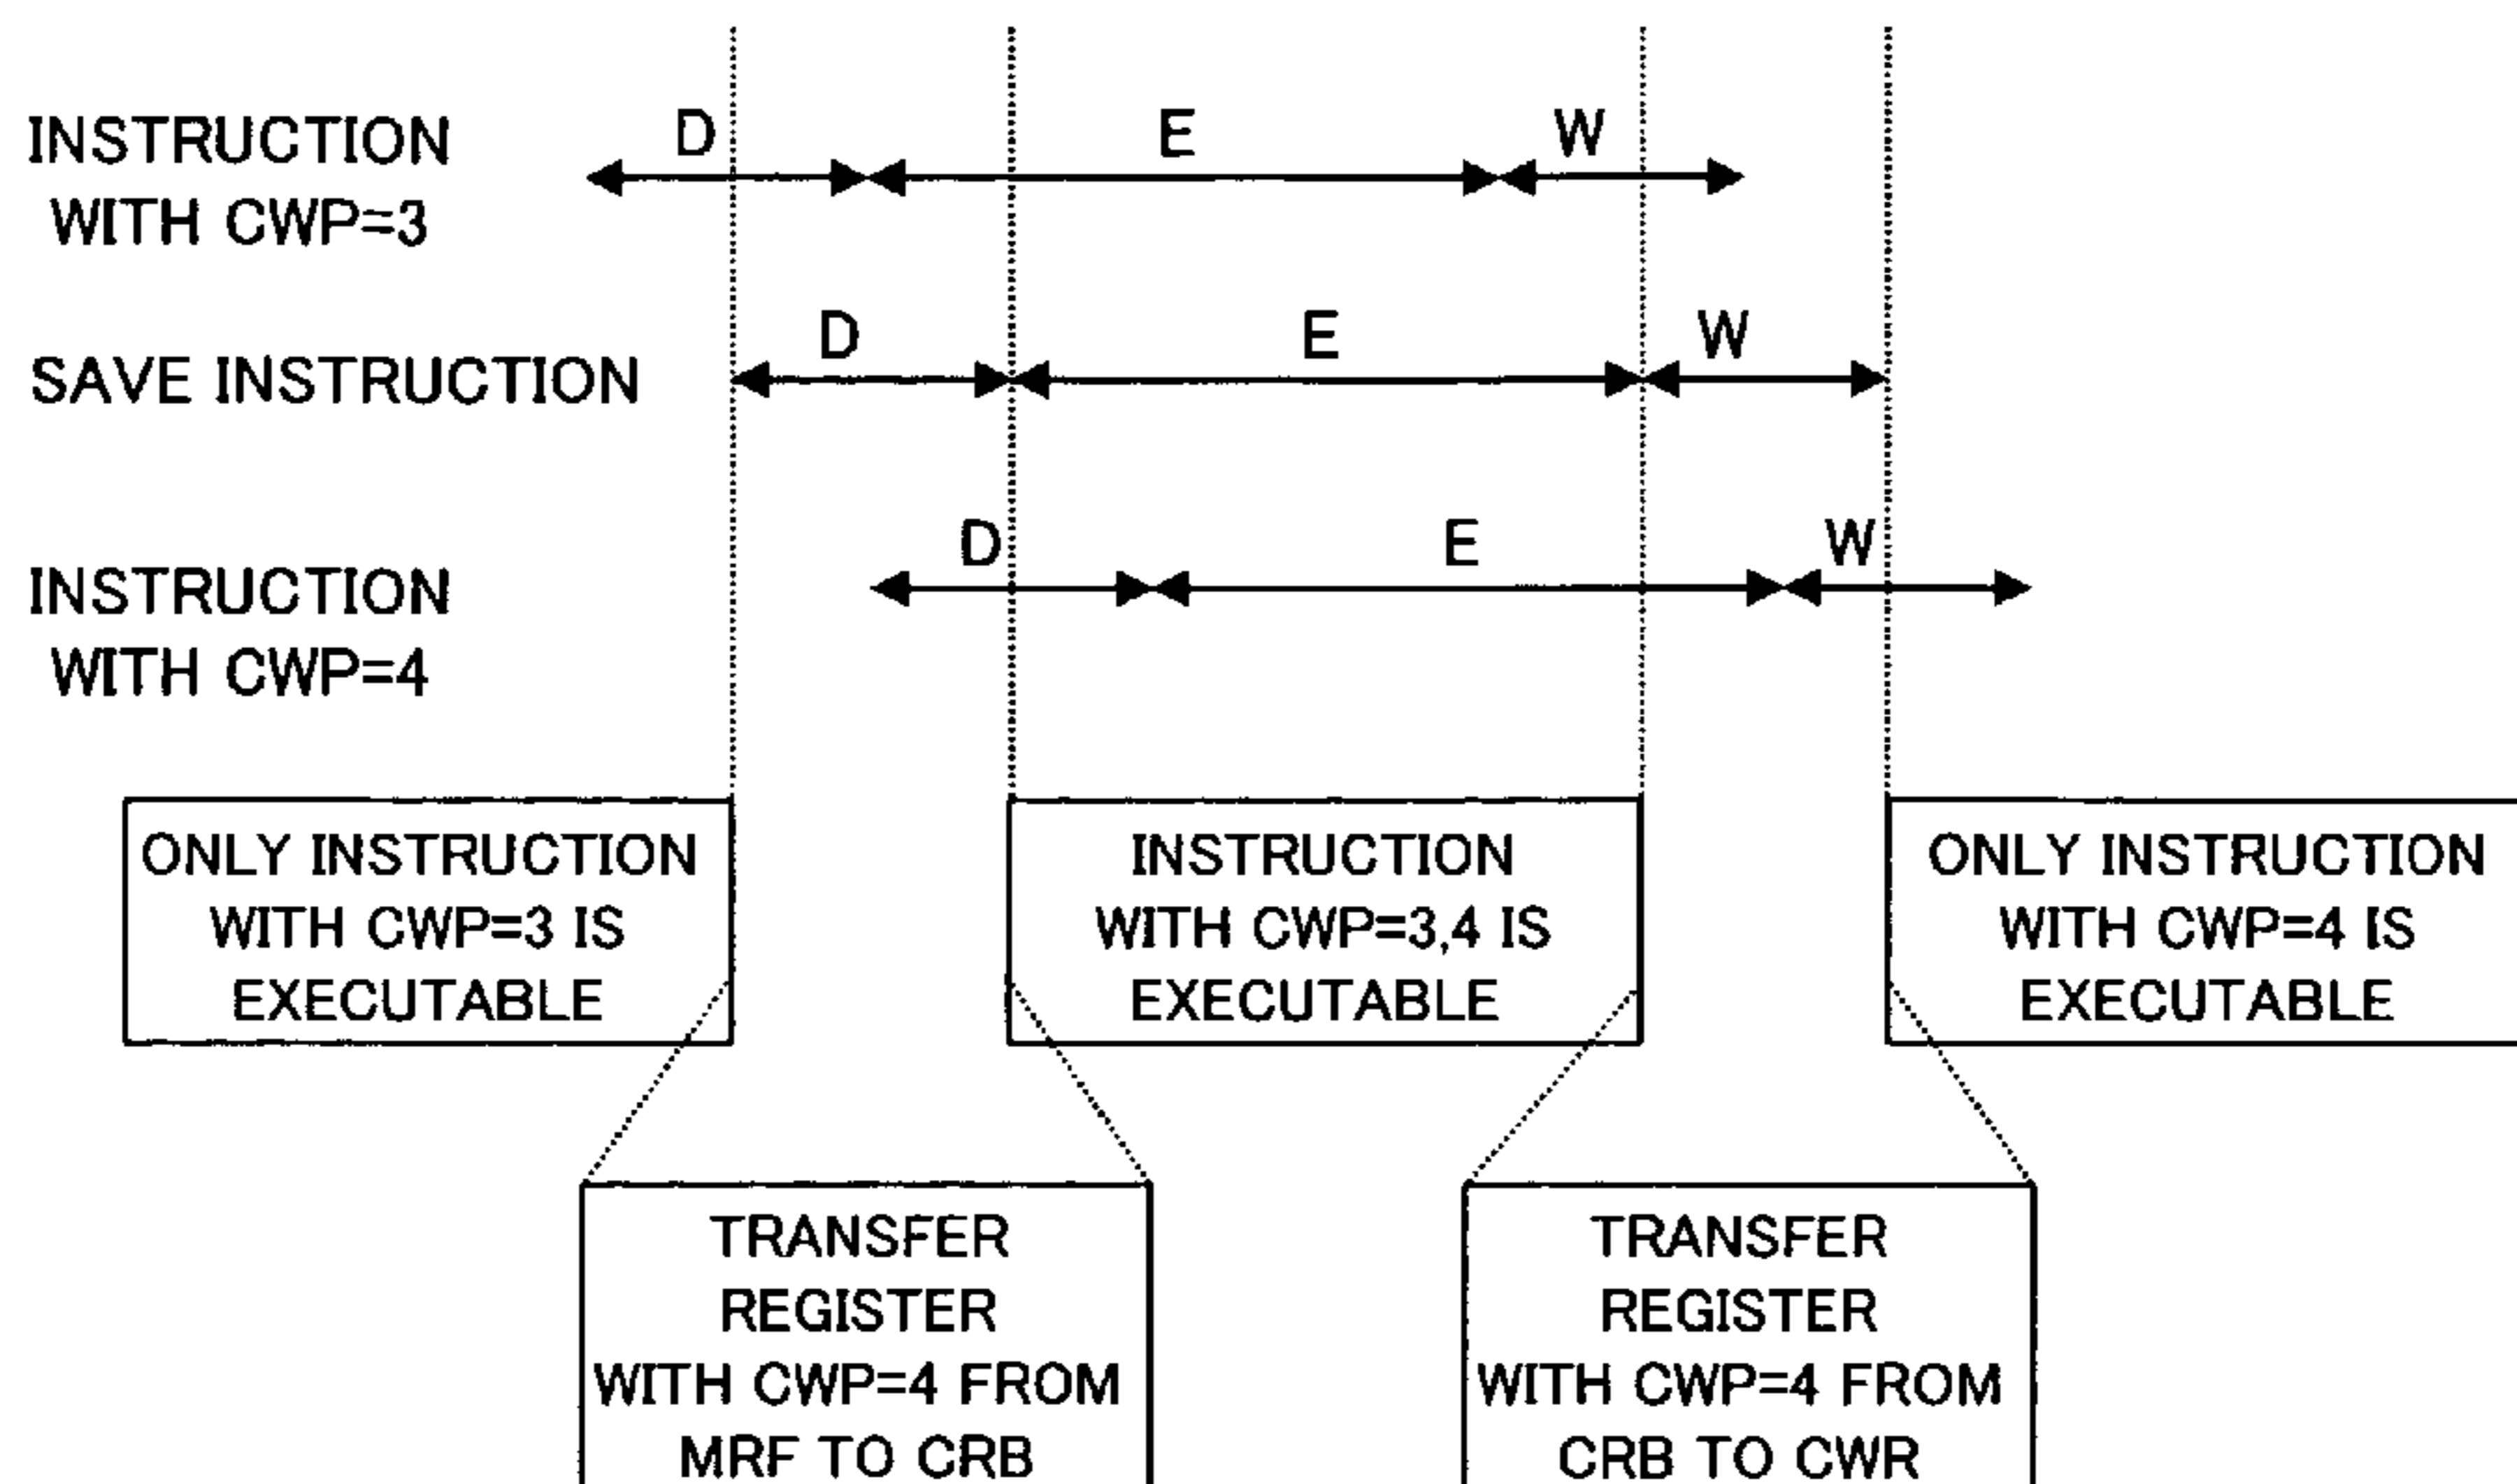 D E W
INSTRUCTION
WITH CWP=3
D E W
SAVE INSTRUCTION
D E W
INSTRUCTION
WITH CWP=4
ONLY INSTRUCTION
WITH CWP=3 IS
EXECUTABLE
INSTRUCTION
WITH CWP=3,4 IS
EXECUTABLE
ONLY INSTRUCTION
WITH CWP=4 IS
EXECUTABLE
TRANSFER
REGISTER
WITH CWP=4 FROM
MRF TO CRB
TRANSFER
REGISTER
WITH CWP=4 FROM
CRB TO CWR